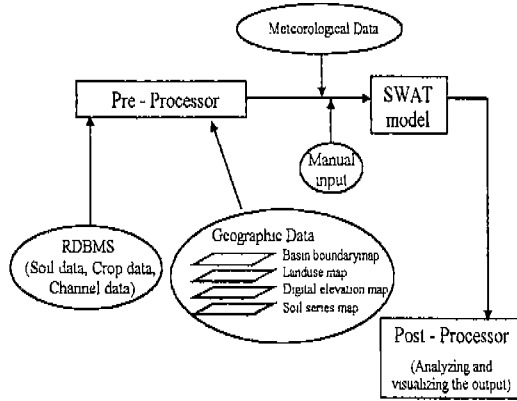 Meteorological Data
Pre - Processor
SWAT
model
Manual
input
RDBMS
(Soil data, Crop data,
Channel data)
Geographic Data
Basin boundarymap
Landuse map
Digital elevation map
Soil series map
Post - Processor
(Analyzing and
visualizing the output)